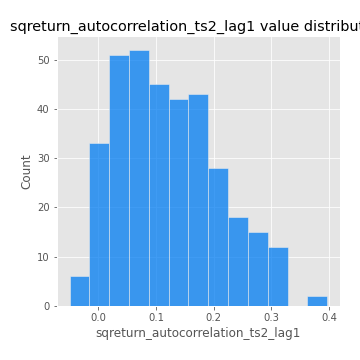 sqreturn_autocorrelation_ts2_lag1 value distribut
50
40
30
20
10
0
Count
0.0 0.1 0.2 0.3 0.4
sqreturn_autocorrelation_ts2_lag1